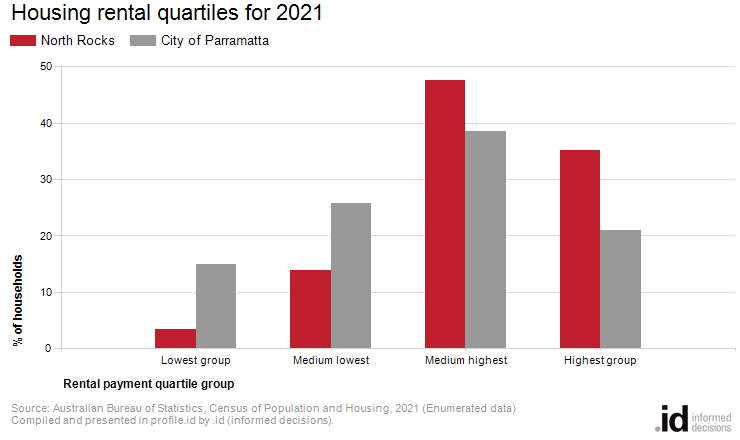 Housing rental quartiles for 2021
North Rocks
City of Parramatta
50
40
30
20
10
0
% of households
Lowest group
Medium lowest
Medium highest
Highest group
Rental payment quartile group
Source: Australian Bureau of Statistics, Census of Population and Housing, 2021 (Enumerated data)
Compiled and presented in profile.id by .id (informed decisions).
.id informed
decisions